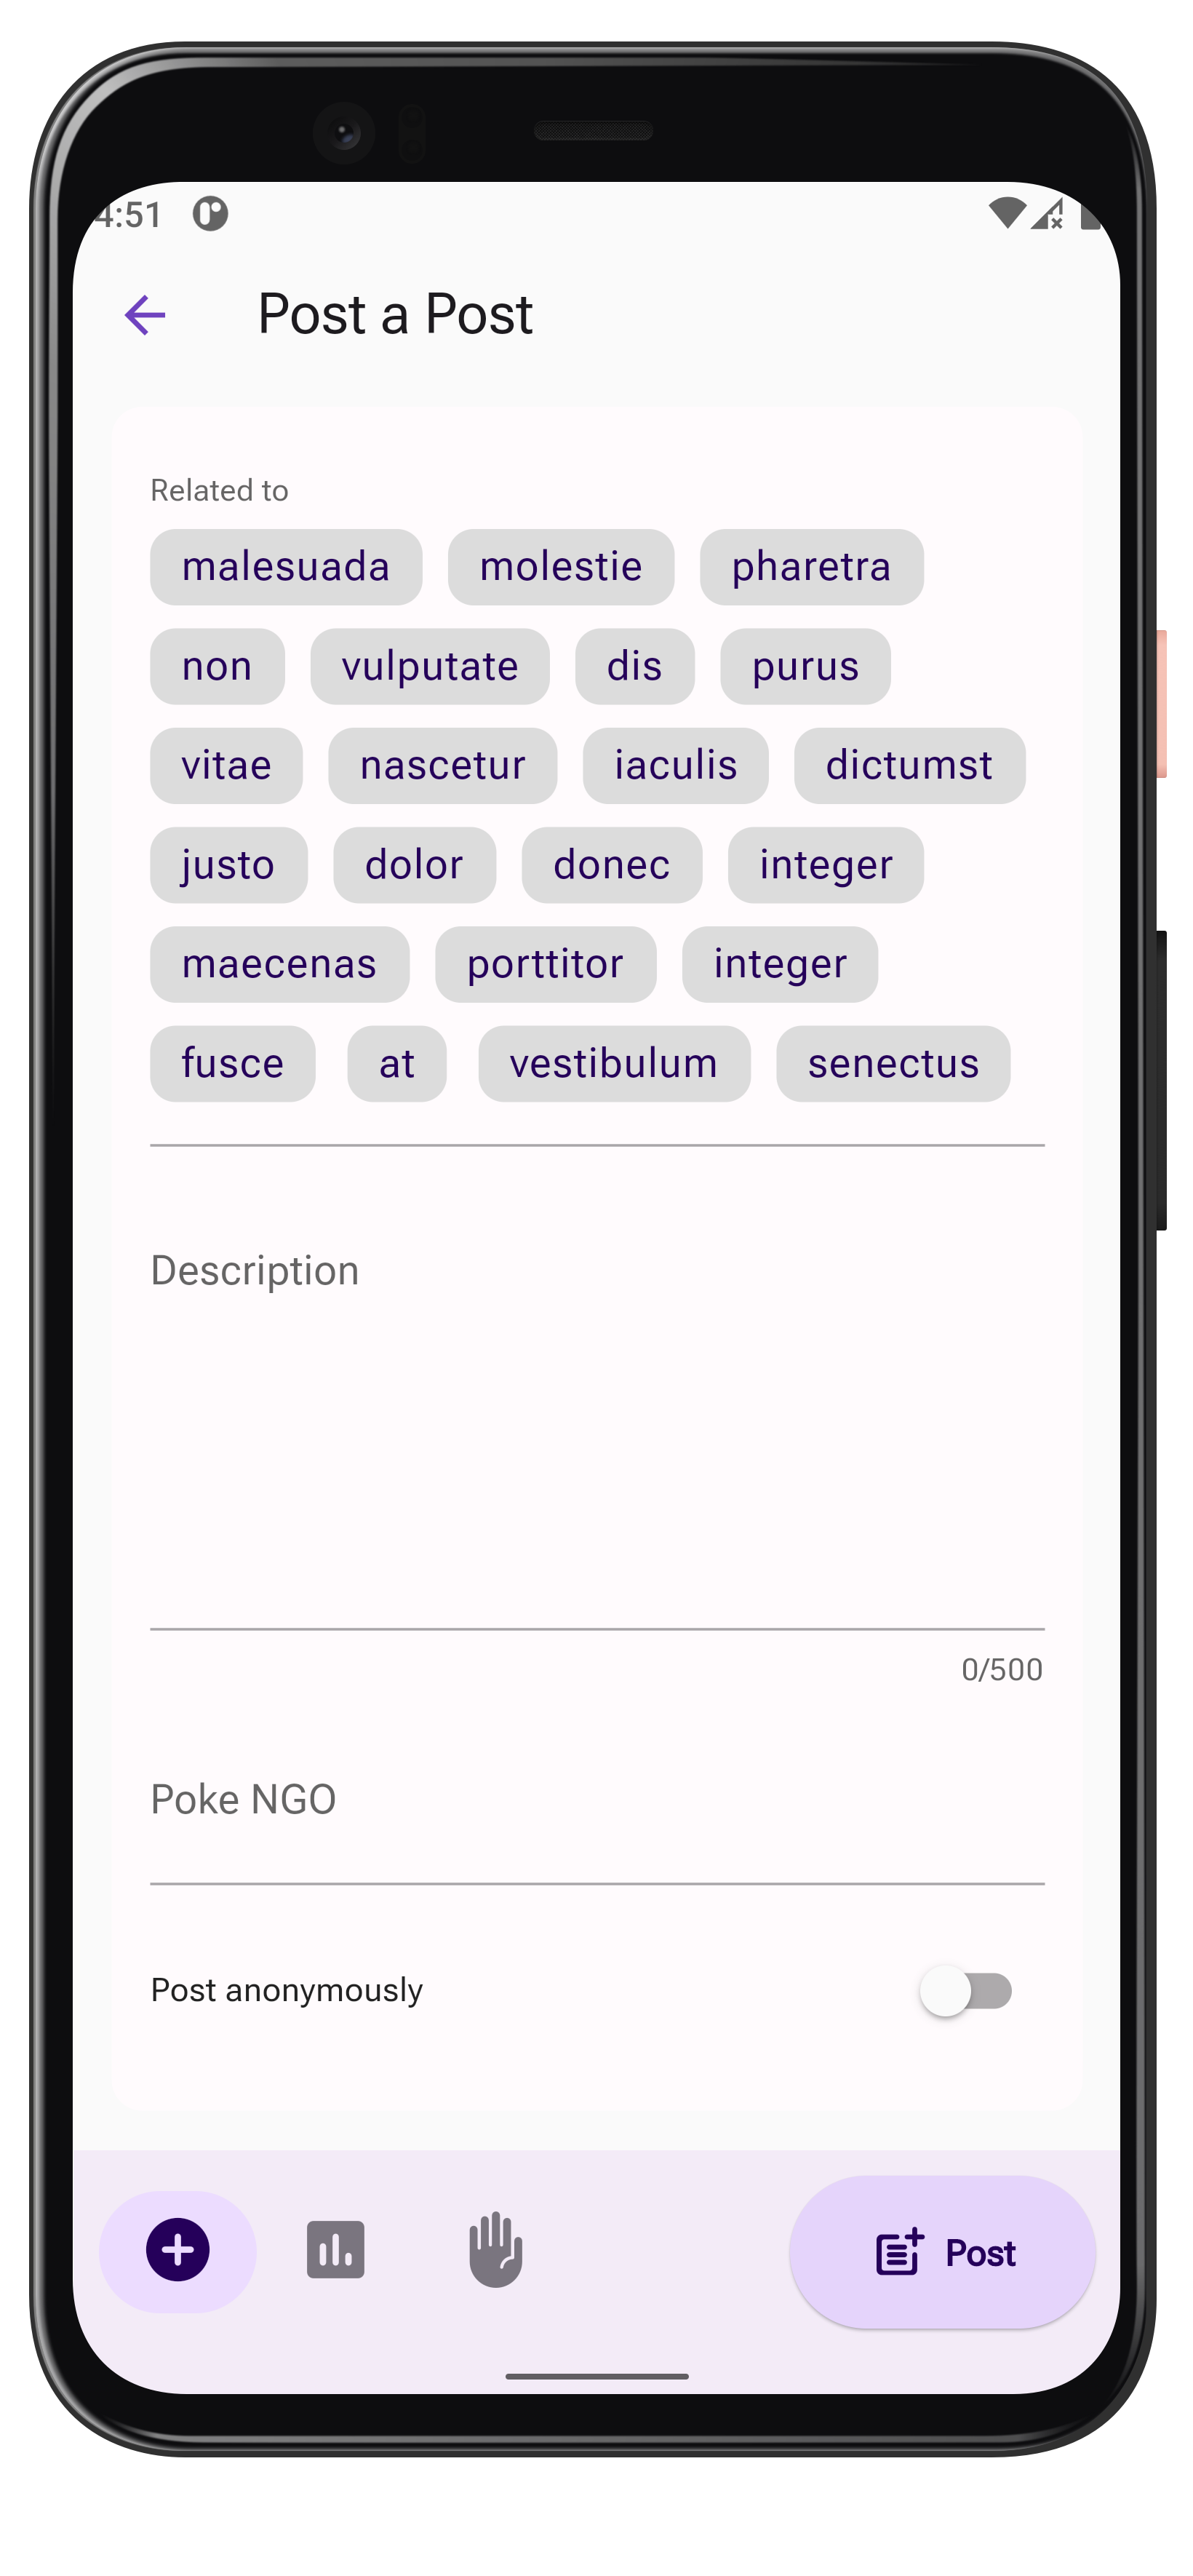 4:51
Post a Post
Related to
malesuada molestie pharetra
non vulputate dis purus
vitae nascetur iaculis dictumst
justo dolor donec integer
maecenas porttitor integer
fusce at vestibulum senectus
Description
0/500
Poke NGO
Post anonymously
Post